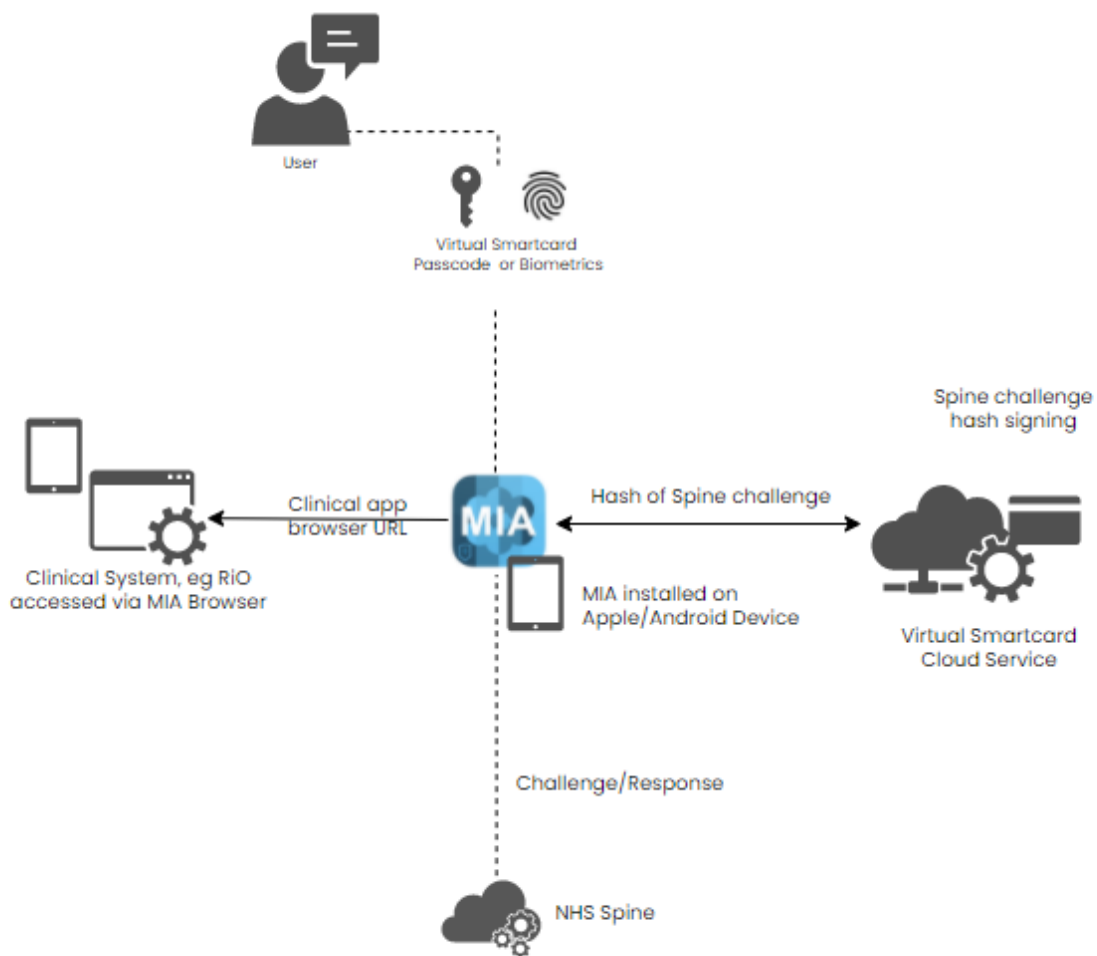 User
Virtual Smartcard
Passcode or Biometrics
Spine challenge
hash signing
Clinical app
browser URL
MIA
Hash of Spine challenge
Clinical System, eg RiO
accessed via MIA Browser
MIA installed on
Apple/Android Device
Virtual Smartcard
Cloud Service
Challenge/Response
NHS Spine